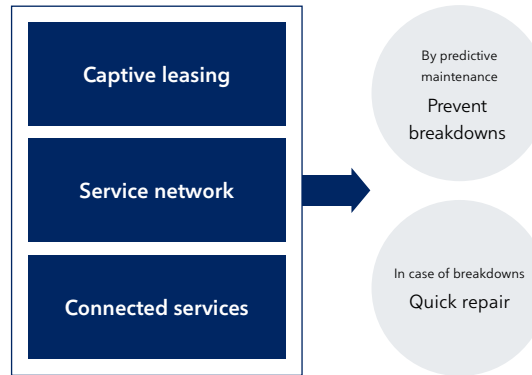 Captive leasing
Service network
Connected services
By predictive
maintenance
Prevent
breakdowns
In case of breakdowns
Quick repair